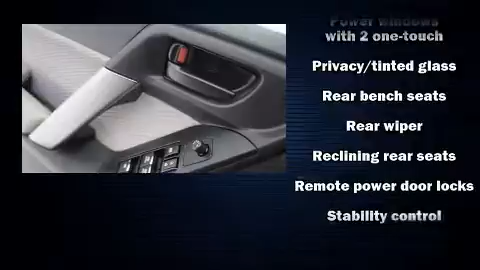 Power windows
with 2 one-touch
Privacy/tinted glass
Rear bench seats
Rear wiper
Reclining rear seats
Remote power door locks
Stability control